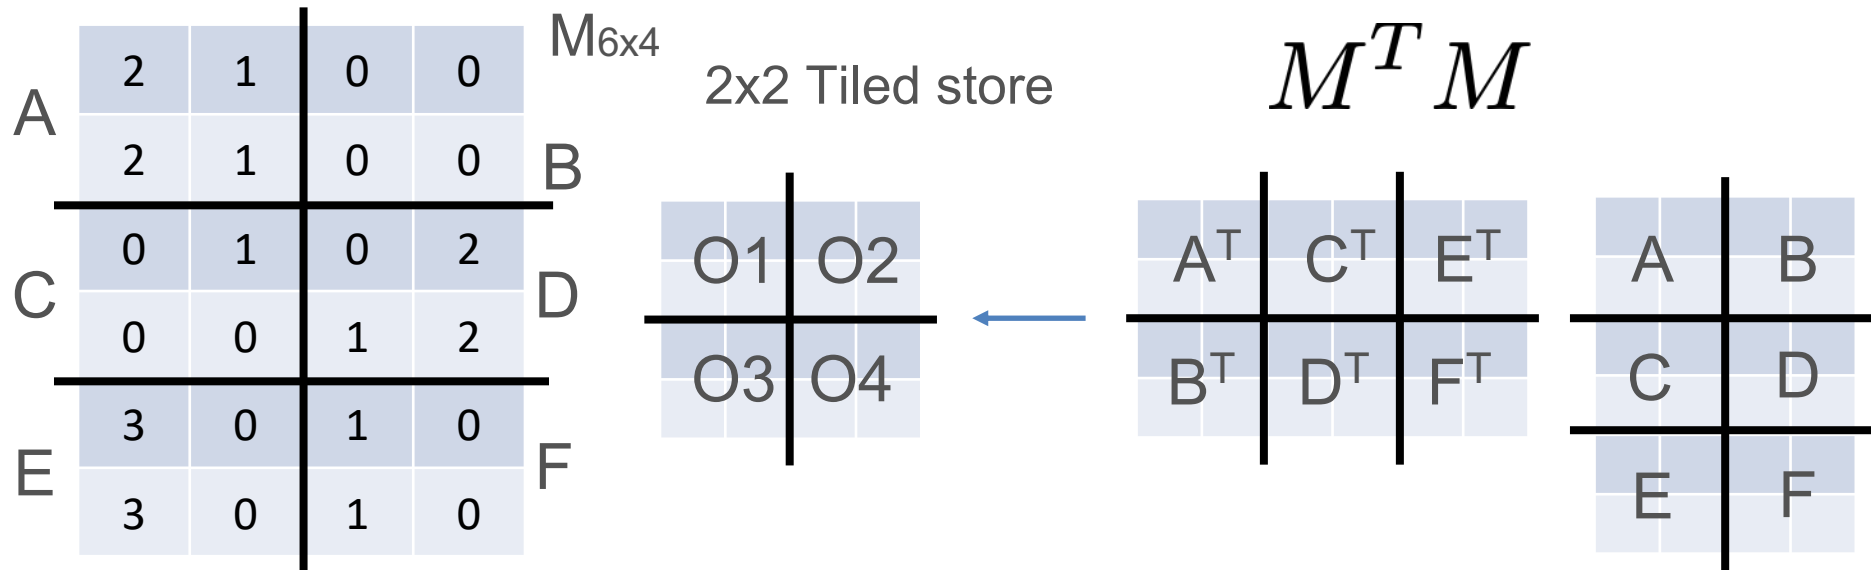 M6x4
2x2 Tiled store
M^T M
A
2 1 0 0
2 1 0 0
B
C
0 1 0 2
0 0 1 2
D
E
3 0 1 0
3 0 1 0
F
O1 O2
O3 O4
A^T C^T E^T
B^T D^T F^T
A B
C D
E F